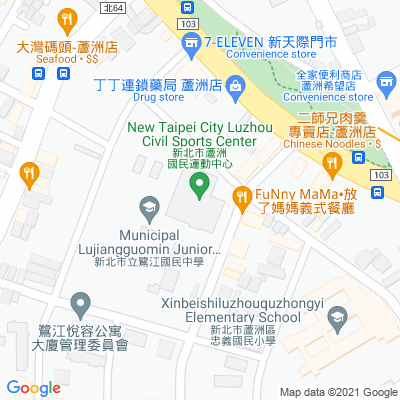 北64
103
大灣碼頭-蘆洲店
Seafood • $$
7-ELEVEN 新天際門市
Convenience store
全家便利商店
蘆洲希望店
Convenience store
丁丁連鎖藥局 蘆洲店
Drug store
二師兄肉羹
專賣店-蘆洲店
Chinese Noodles • $
New Taipei City Luzhou
Civil Sports Center
新北市蘆洲
國民運動中心
103
FuNny MaMa•放
了媽媽義式餐廳
Municipal
Lujiangguomin Junior...
新北市立鷺江國民中學
Xinbeishiluzhouquzhongyi
Elementary School
新北市蘆洲區
忠義國民小學
鷺江悅容公寓
大廈管理委員會
Google
Map data ©2021 Google